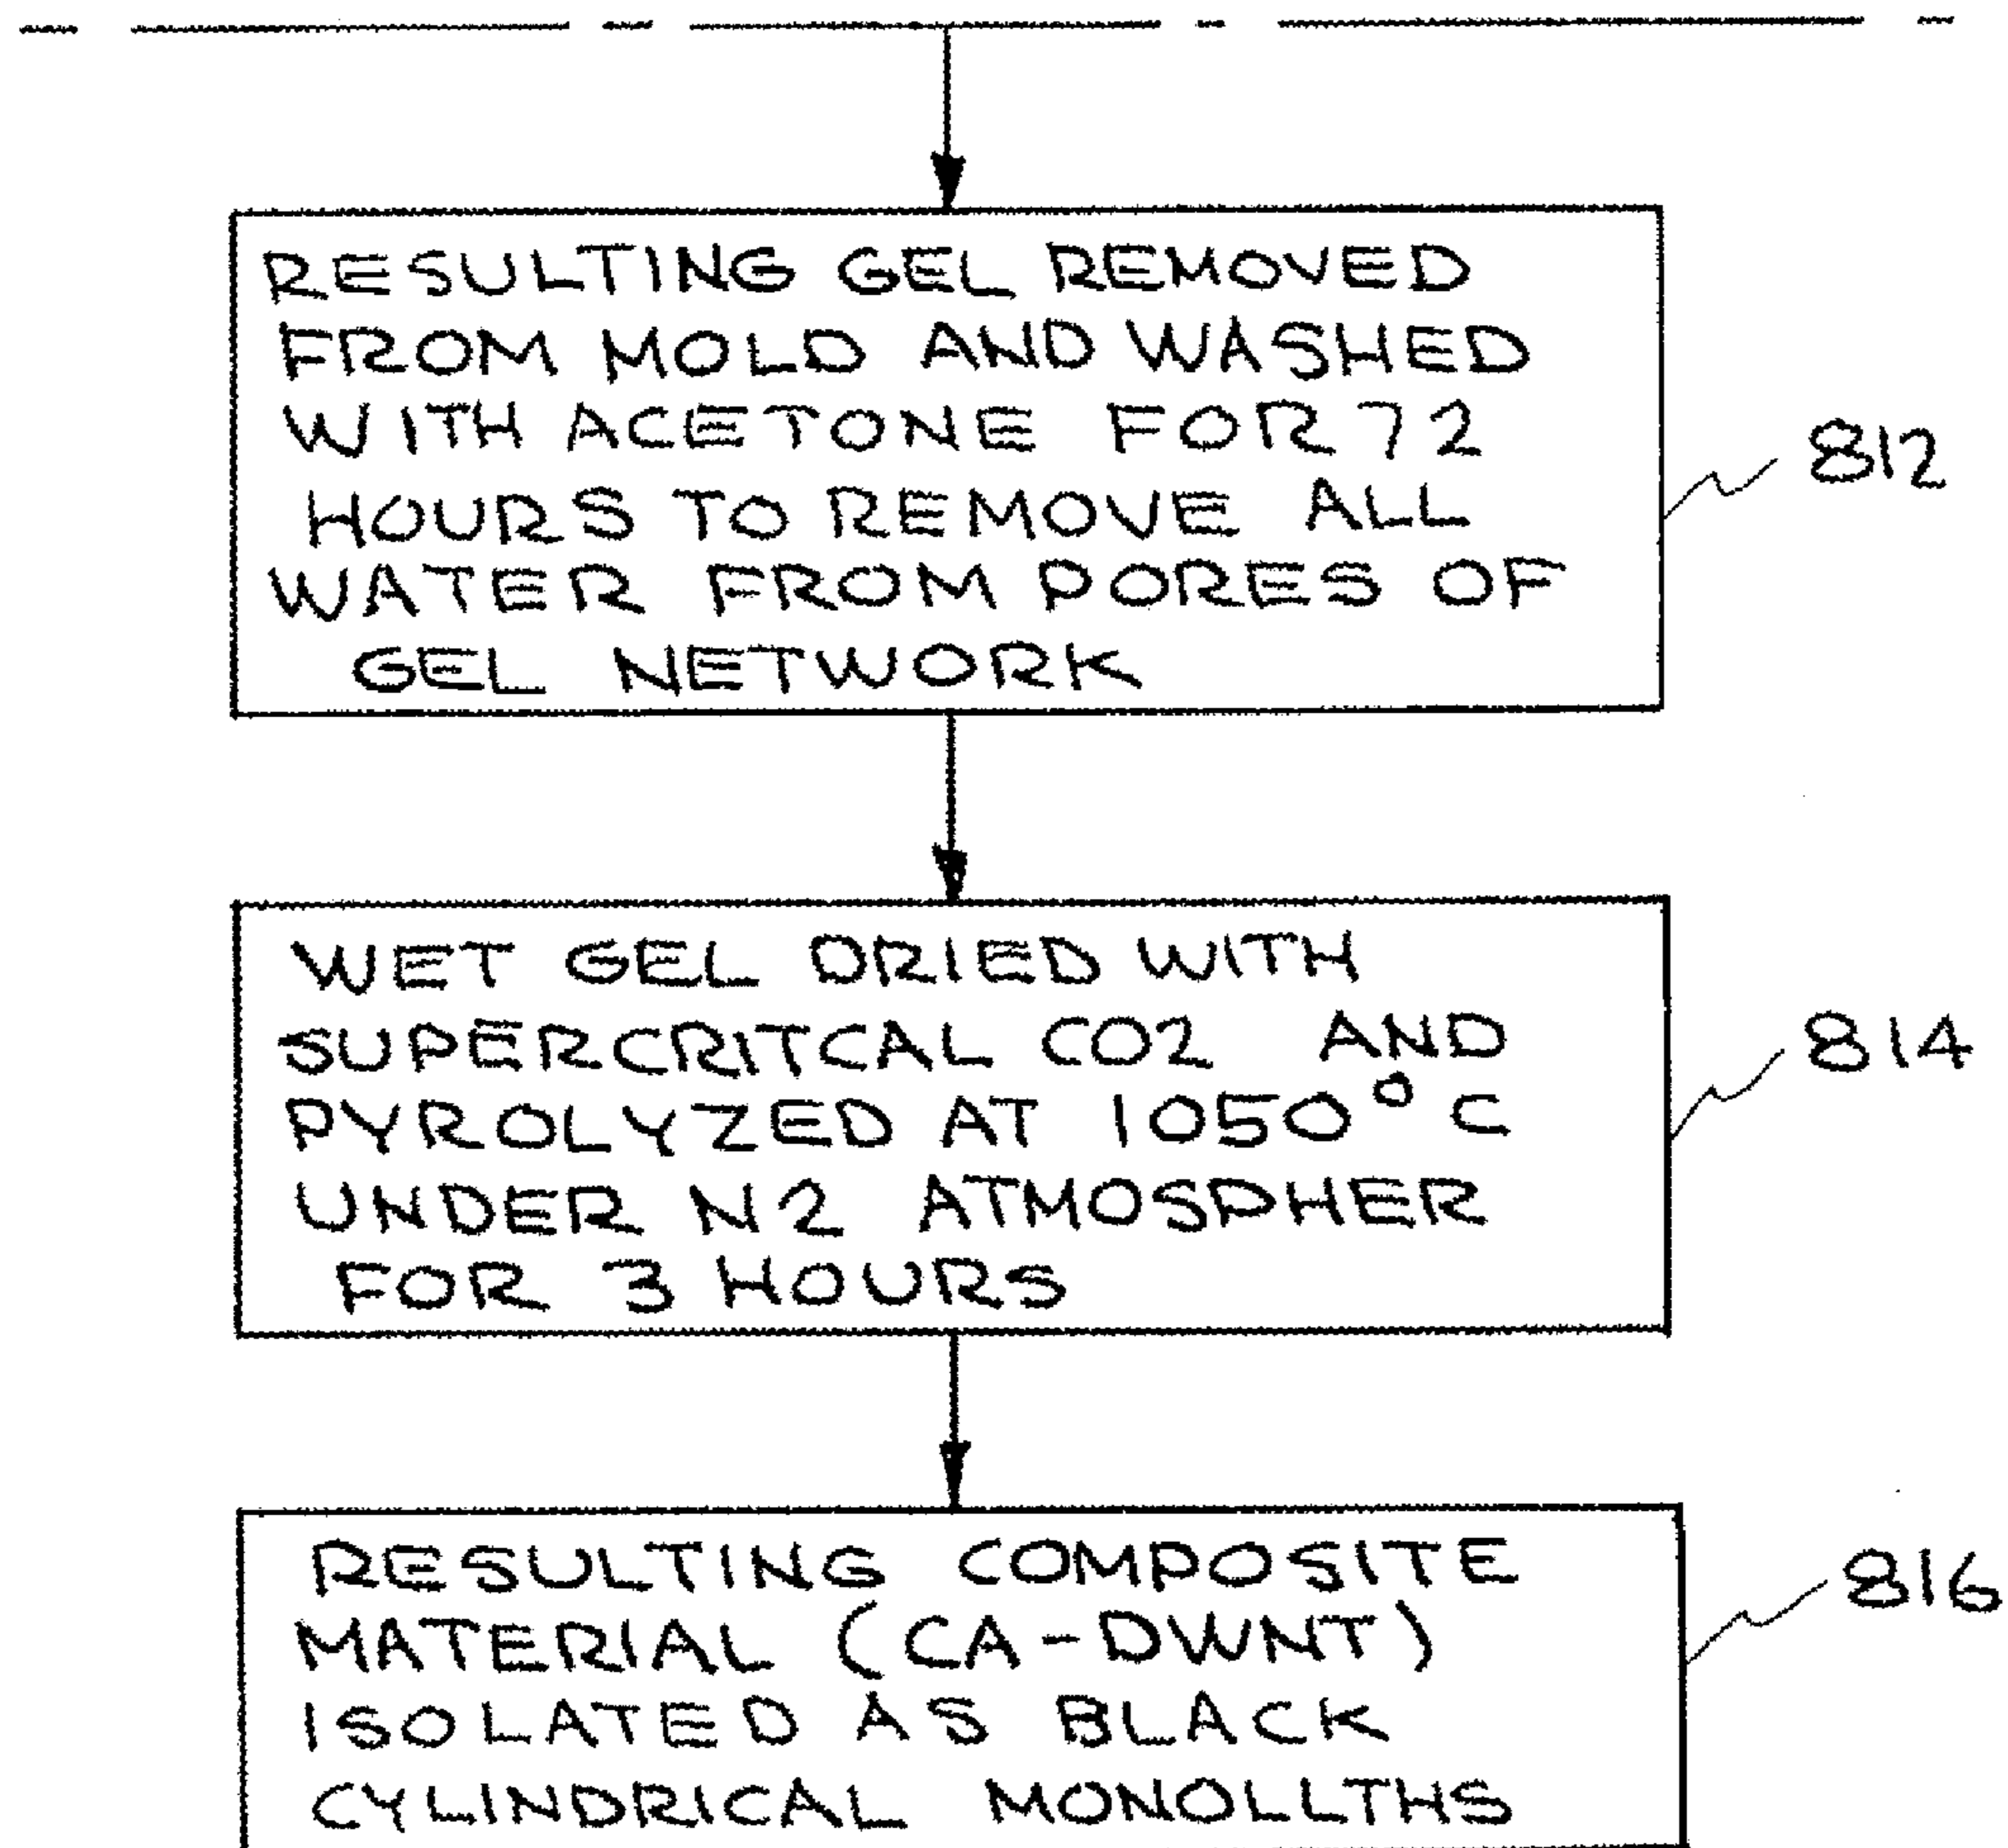 RESULTING GEL REMOVED
FROM MOLD AND WASHED
WITH ACETONE FOR 72
HOURS TO REMOVE ALL
WATER FROM PORES OF
GEL NETWORK
812
WET GEL DRIED WITH
SUPERCRITCAL CO2 AND
PYROLYZED AT 1050° C
UNDER N2 ATMOSPHER
FOR 3 HOURS
814
RESULTING COMPOSITE
MATERIAL (CA-DWNT)
ISOLATED AS BLACK
CYLINDRICAL MONOLLTHS
816